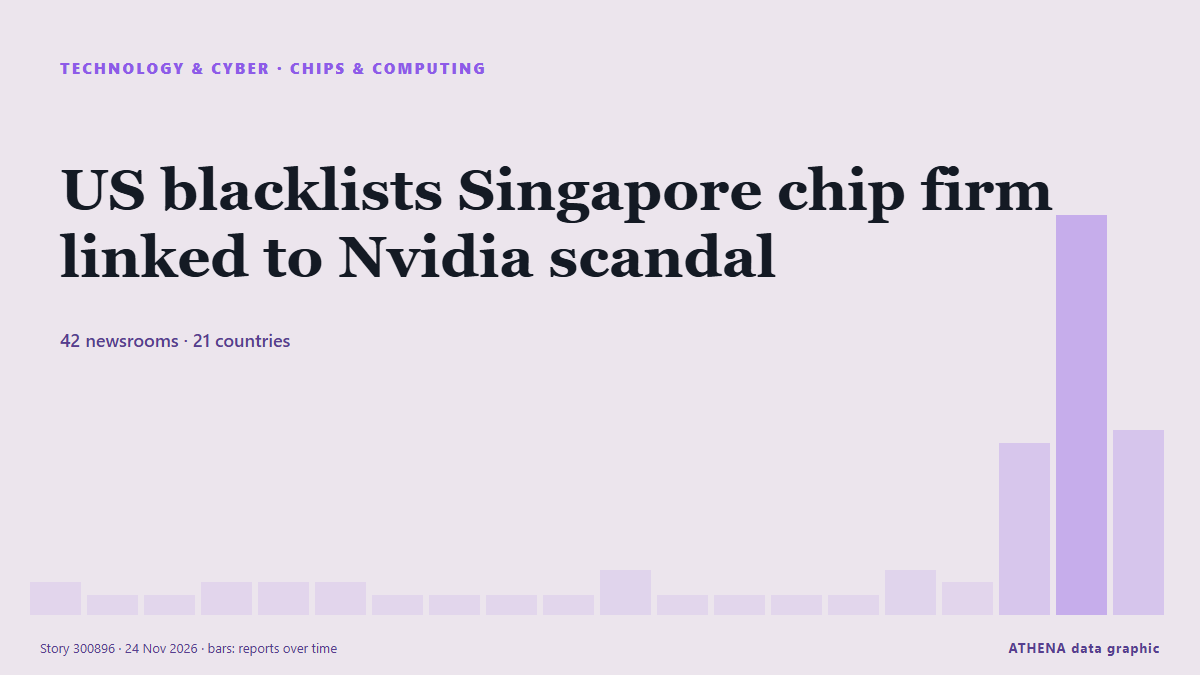 TECHNOLOGY & CYBER · CHIPS & COMPUTING
US blacklists Singapore chip firm
linked to Nvidia scandal
42 newsrooms · 21 countries
Story 300896 · 24 Nov 2026 · bars: reports over time
ATHENA data graphic